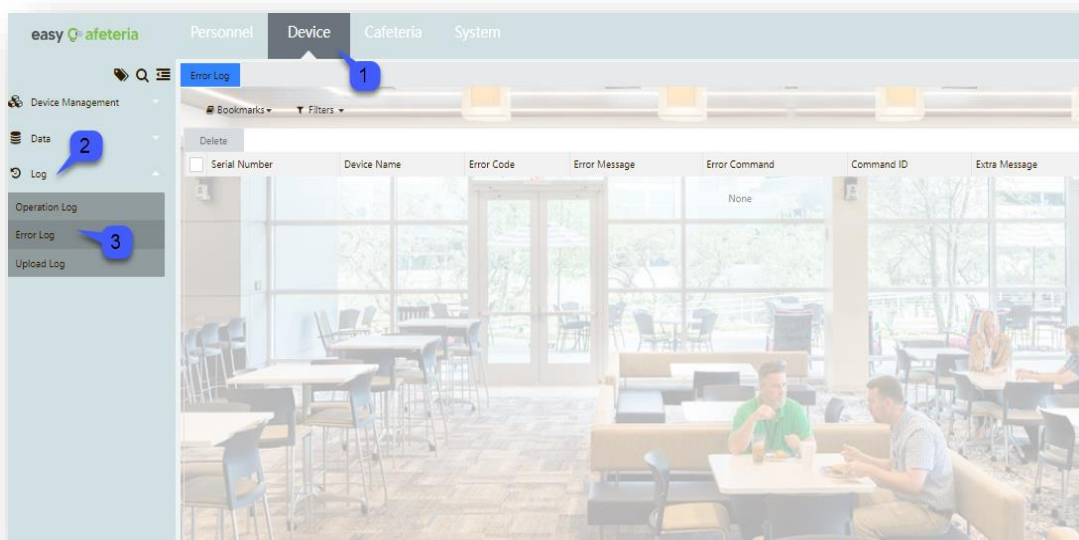 easy Cafeteria
Personnel Device Cafeteria System
1
Error Log
Device Management
Bookmarks Filters
Data
2
Delete
Serial Number Device Name Error Code Error Message Error Command Command ID Extra Message
Log
None
Operation Log
Error Log
3
Upload Log